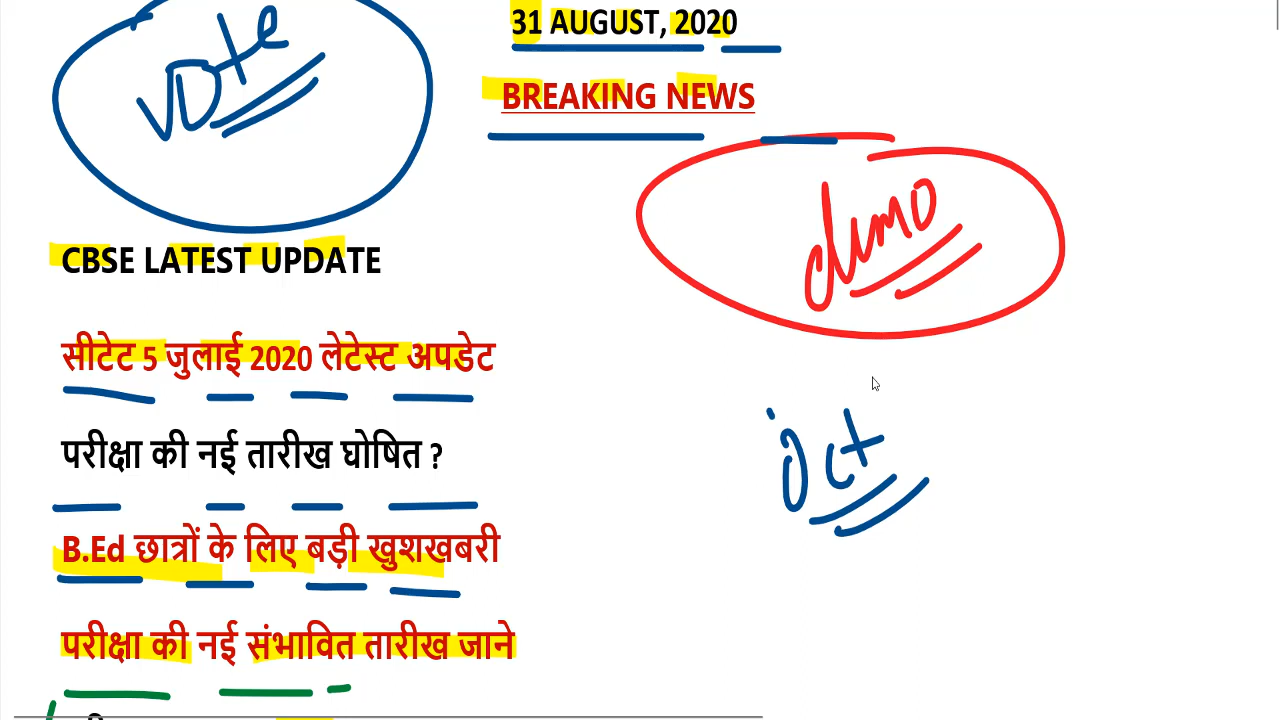 vote
31 AUGUST, 2020
BREAKING NEWS
demo
CBSE LATEST UPDATE
सीटेट 5 जुलाई 2020 लेटेस्ट अपडेट
परीक्षा की नई तारीख घोषित ?
oct
B.Ed छात्रों के लिए बड़ी खुशखबरी
परीक्षा की नई संभावित तारीख जाने